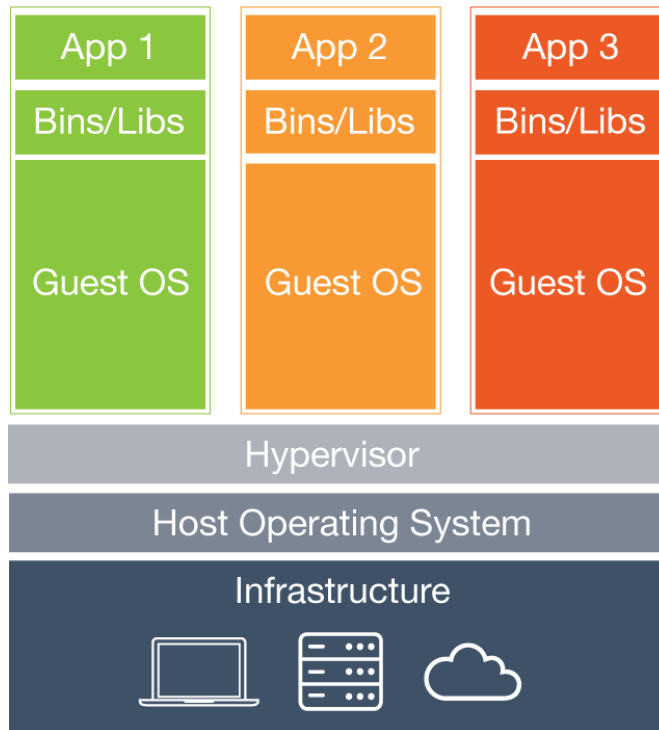 App 1
App 2
App 3
Bins/Libs
Bins/Libs
Bins/Libs
Guest OS
Guest OS
Guest OS
Hypervisor
Host Operating System
Infrastructure